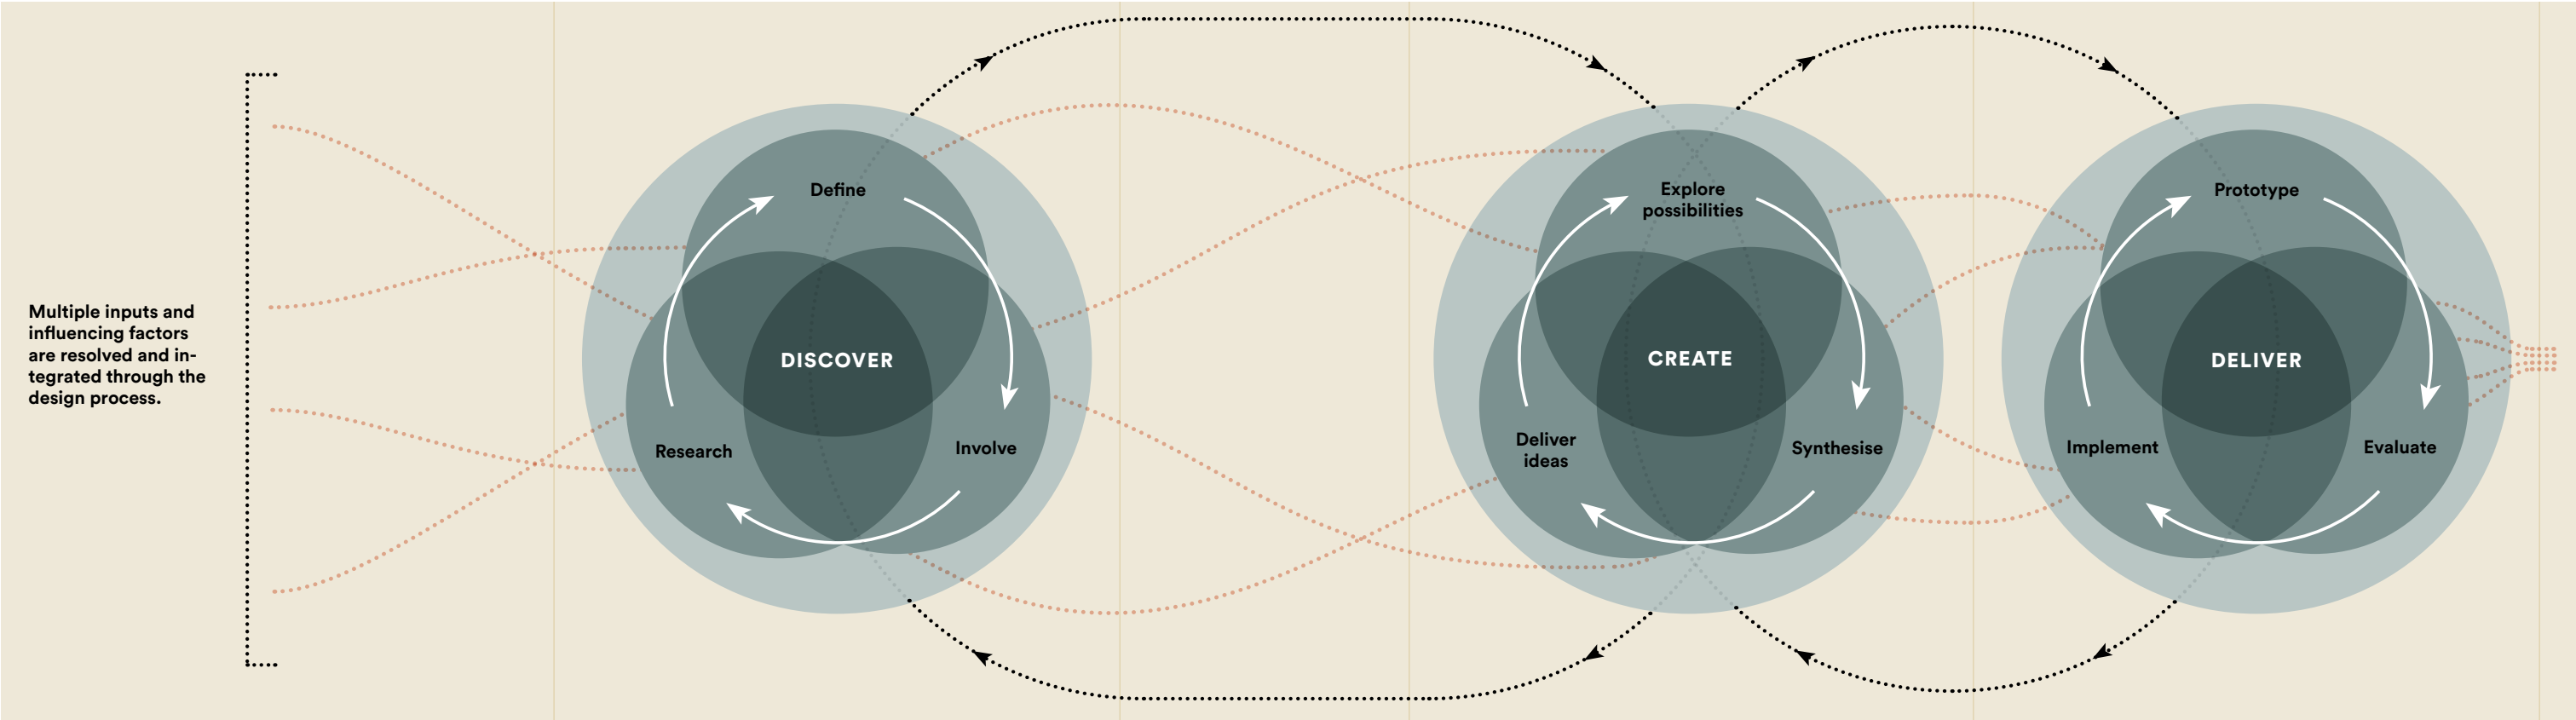 Multiple inputs and
influencing factors
are resolved and in-
tegrated through the
design process.
Define
DISCOVER
Research
Involve
Explore
possibilities
CREATE
Deliver
ideas
Synthesise
Prototype
DELIVER
Implement
Evaluate